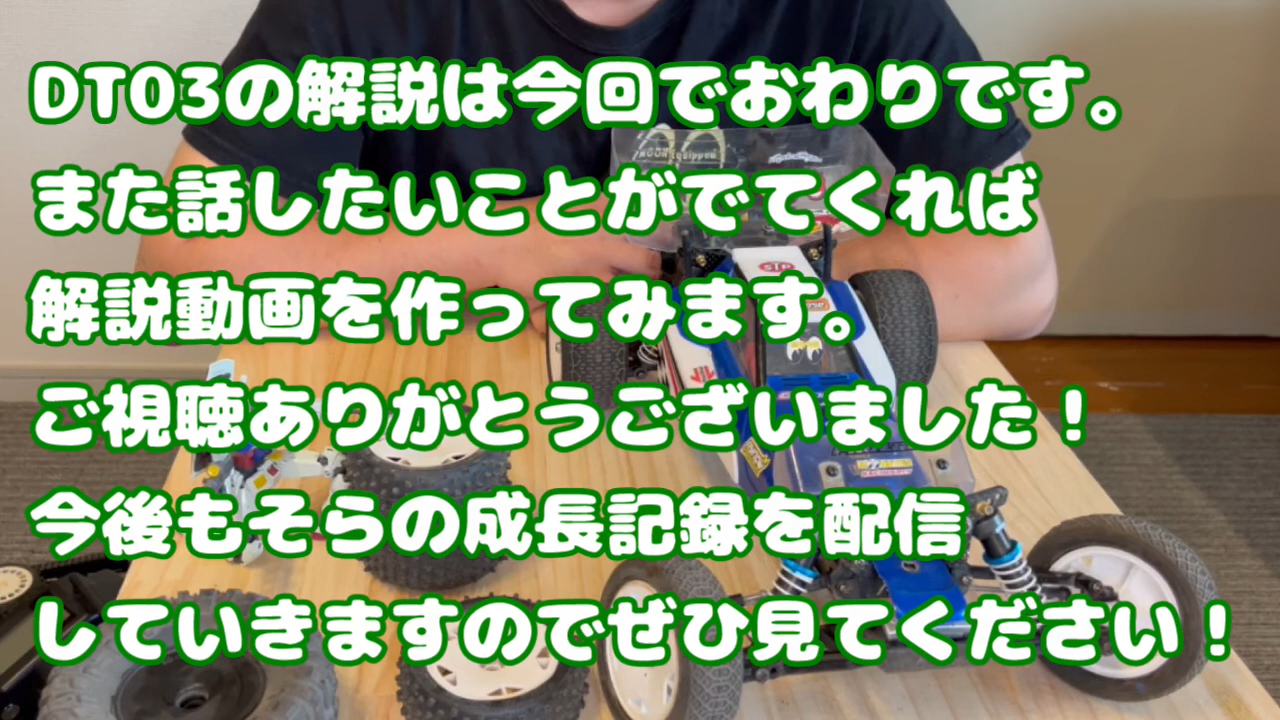 DT03の解説は今回でおわりです。
また話したいことがでてくれば
解説動画を作ってみます。
ご視聴ありがとうございました！
今後もそらの成長記録を配信
していきますのでぜひ見てください！
MOON Equipped
STP